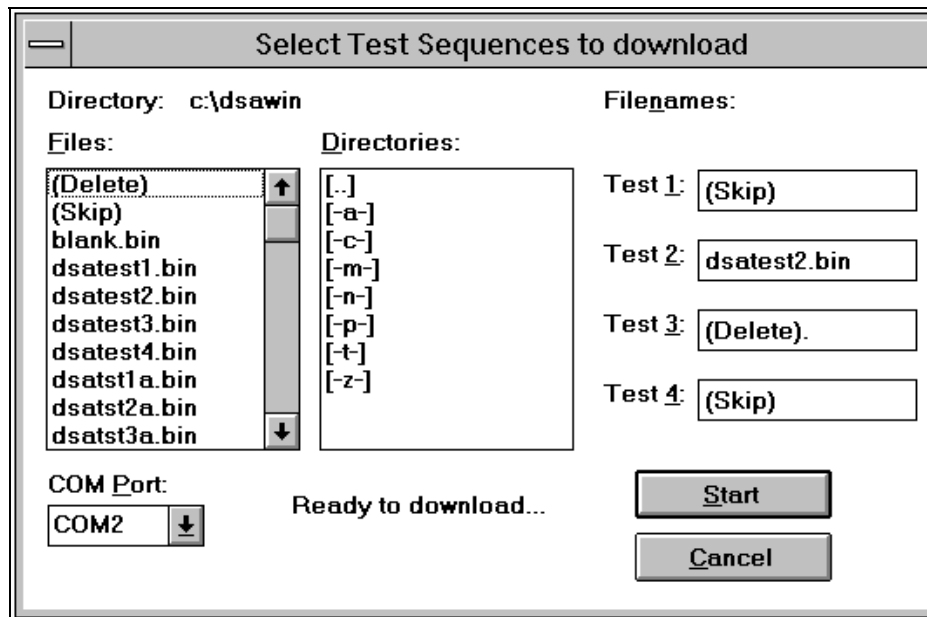 Select Test Sequences to download
Directory: c:\dsawin
Filenames:
Files:
Directories:
(Delete)
(Skip)
blank.bin
dsatest1.bin
dsatest2.bin
dsatest3.bin
dsatest4.bin
dsatst1a.bin
dsatst2a.bin
dsatst3a.bin
[..]
[-a-]
[-c-]
[-m-]
[-n-]
[-p-]
[-t-]
[-z-]
Test 1: (Skip)
Test 2: dsatest2.bin
Test 3: (Delete).
Test 4: (Skip)
COM Port:
COM2
Ready to download...
Start
Cancel